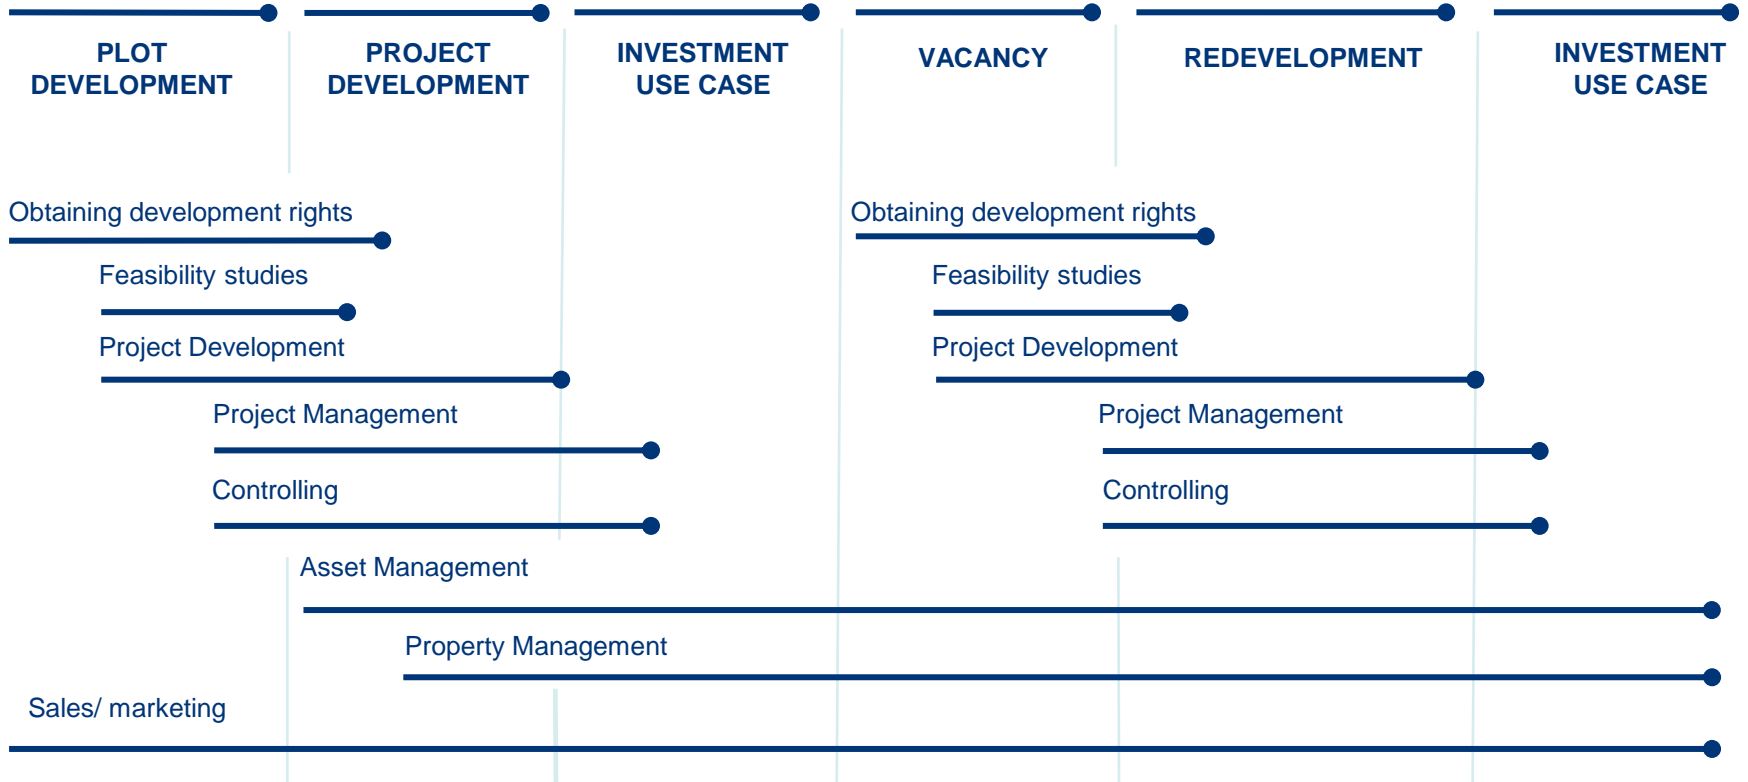 PLOT
DEVELOPMENT
PROJECT
DEVELOPMENT
INVESTMENT
USE CASE
VACANCY
REDEVELOPMENT
INVESTMENT
USE CASE
Obtaining development rights
Obtaining development rights
Feasibility studies
Feasibility studies
Project Development
Project Development
Project Management
Project Management
Controlling
Controlling
Asset Management
Property Management
Sales/ marketing